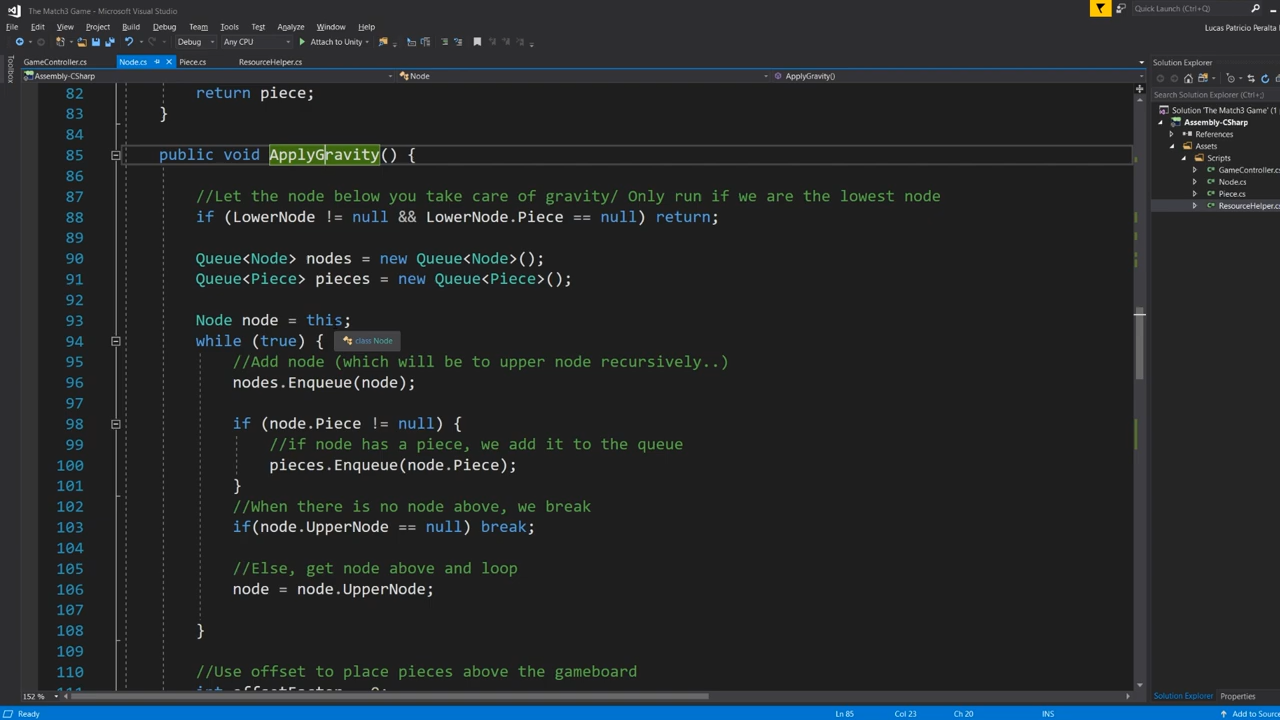 The Match3 Game - Microsoft Visual Studio
Quick Launch (Ctrl+Q)
File Edit View Project Build Debug Team Tools Test Analyze Window Help
Lucas Patricio Peralta
Debug Any CPU Attach to Unity
Toolbox
GameController.cs Node.cs Piece.cs ResourceHelper.cs
Assembly-CSharp Node ApplyGravity()
82 return piece;
83 }
84
85 public void ApplyGravity() {
86
87 //Let the node below you take care of gravity/ Only run if we are the lowest node
88 if (LowerNode != null && LowerNode.Piece == null) return;
89
90 Queue<Node> nodes = new Queue<Node>();
91 Queue<Piece> pieces = new Queue<Piece>();
92
93 Node node = this;
94 while (true) {
class Node
95 //Add node (which will be to upper node recursively..)
96 nodes.Enqueue(node);
97
98 if (node.Piece != null) {
99 //if node has a piece, we add it to the queue
100 pieces.Enqueue(node.Piece);
101 }
102 //When there is no node above, we break
103 if(node.UpperNode == null) break;
104
105 //Else, get node above and loop
106 node = node.UpperNode;
107
108 }
109
110 //Use offset to place pieces above the gameboard
152 %
Solution Explorer
Search Solution Explorer (Ctrl+;)
Solution 'The Match3 Game' (1
Assembly-CSharp
References
Assets
Scripts
GameController.cs
Node.cs
Piece.cs
ResourceHelper.cs
Solution Explorer Properties
Ready Ln 85 Col 23 Ch 20 INS Add to Source